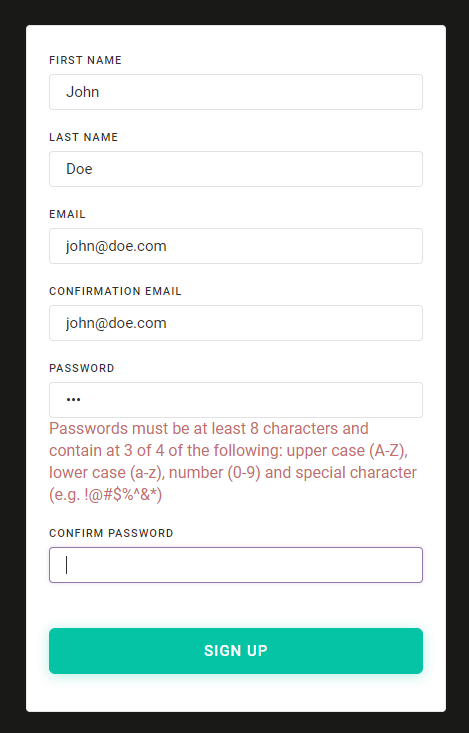 FIRST NAME
John
LAST NAME
Doe
EMAIL
john@doe.com
CONFIRMATION EMAIL
john@doe.com
PASSWORD
•••
Passwords must be at least 8 characters and
contain at 3 of 4 of the following: upper case (A-Z),
lower case (a-z), number (0-9) and special character
(e.g. !@#$%^&*)
CONFIRM PASSWORD
SIGN UP